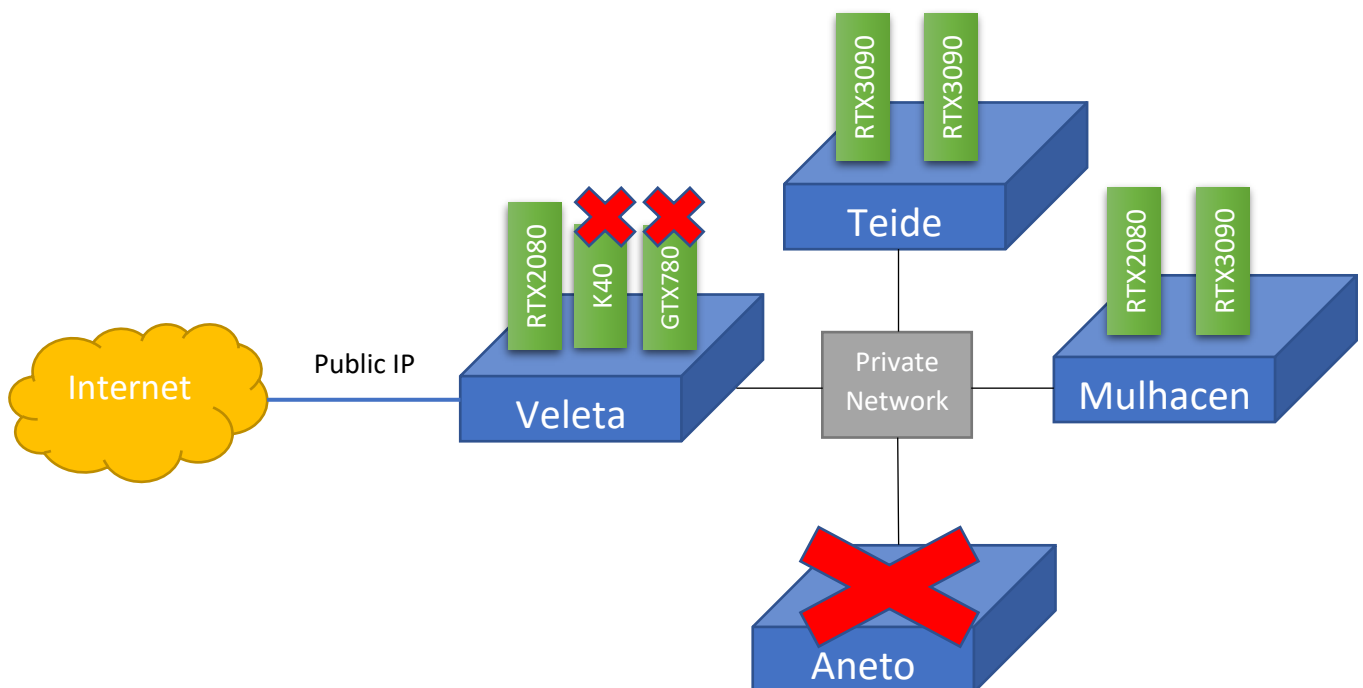 RTX3090
RTX3090
Teide
RTX2080
K40
GTX780
RTX2080
RTX3090
Internet
Public IP
Veleta
Private
Network
Mulhacen
Aneto